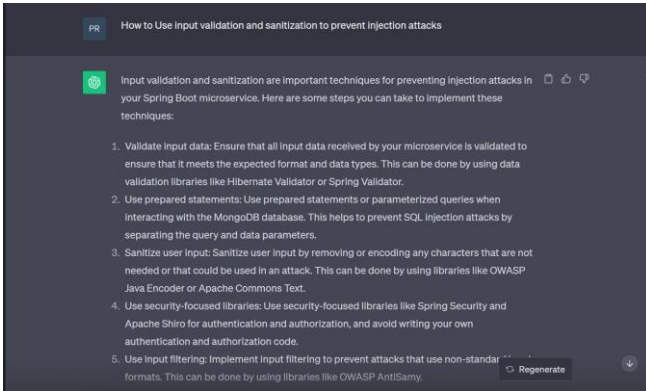 PR
How to Use input validation and sanitization to prevent injection attacks
Input validation and sanitization are important techniques for preventing injection attacks in
your Spring Boot microservice. Here are some steps you can take to implement these
techniques:
1. Validate input data: Ensure that all input data received by your microservice is validated to
ensure that it meets the expected format and data types. This can be done by using data
validation libraries like Hibernate Validator or Spring Validator.
2. Use prepared statements: Use prepared statements or parameterized queries when
interacting with the MongoDB database. This helps to prevent SQL injection attacks by
separating the query and data parameters.
3. Sanitize user input: Sanitize user input by removing or encoding any characters that are not
needed or that could be used in an attack. This can be done by using libraries like OWASP
Java Encoder or Apache Commons Text.
4. Use security-focused libraries: Use security-focused libraries like Spring Security and
Apache Shiro for authentication and authorization, and avoid writing your own
authentication and authorization code.
5. Use input filtering: Implement input filtering to prevent attacks that use
formats. This can be done by using libraries like OWASP AntiSamy.
Regenerate